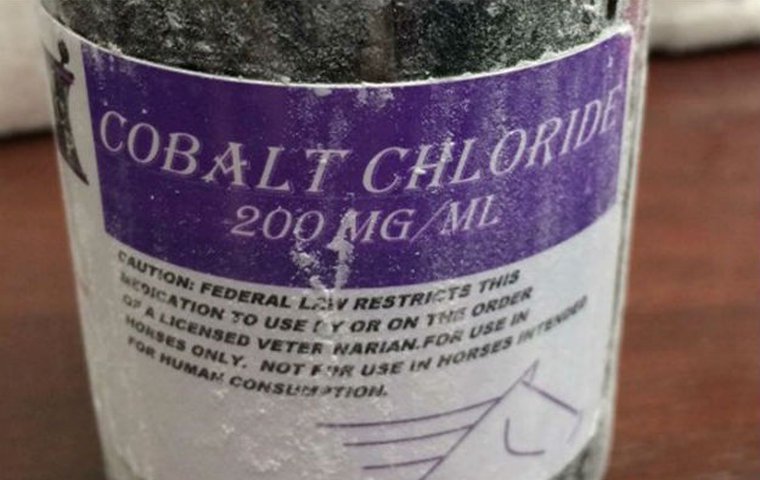 COBALT CHLORIDE
200 MG/ML
CAUTION: FEDERAL LAW RESTRICTS THIS
MEDICATION TO USE BY OR ON THE ORDER
OF A LICENSED VETERINARIAN.FOR USE IN
HORSES ONLY. NOT FOR USE IN HORSES INTENDED
FOR HUMAN CONSUMPTION.